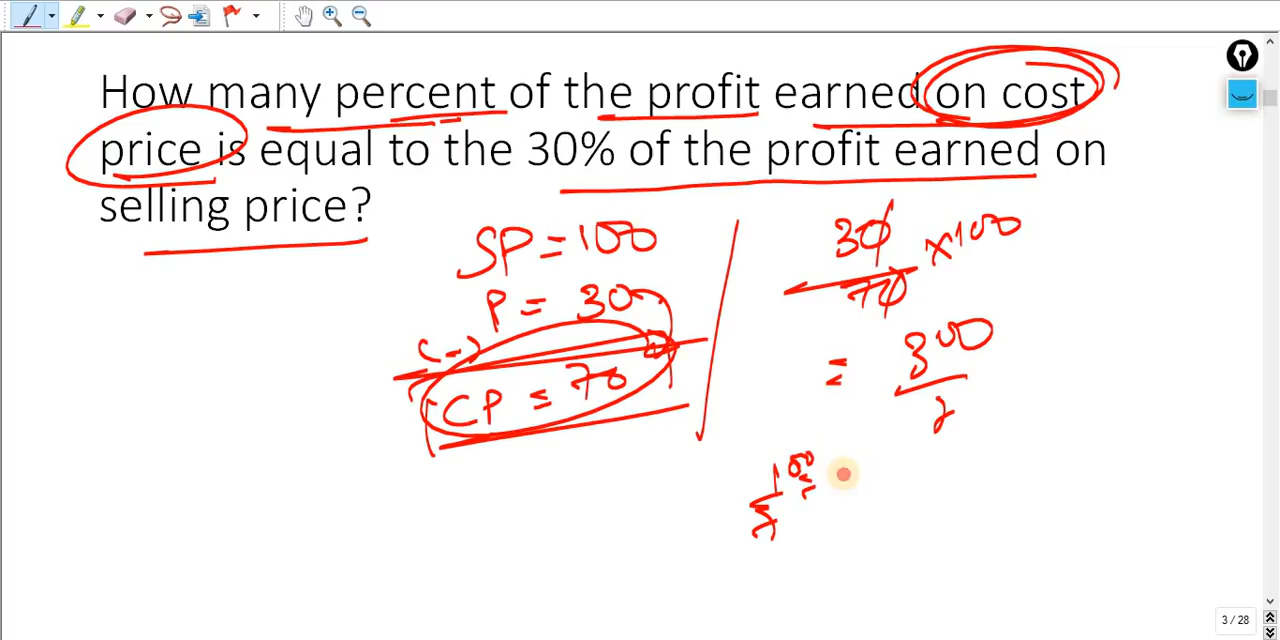 How many percent of the profit earned on cost
price is equal to the 30% of the profit earned on
selling price?
SP = 100
P = 30
(-)
CP = 70
30
70
×100
= 300
100
3 / 28